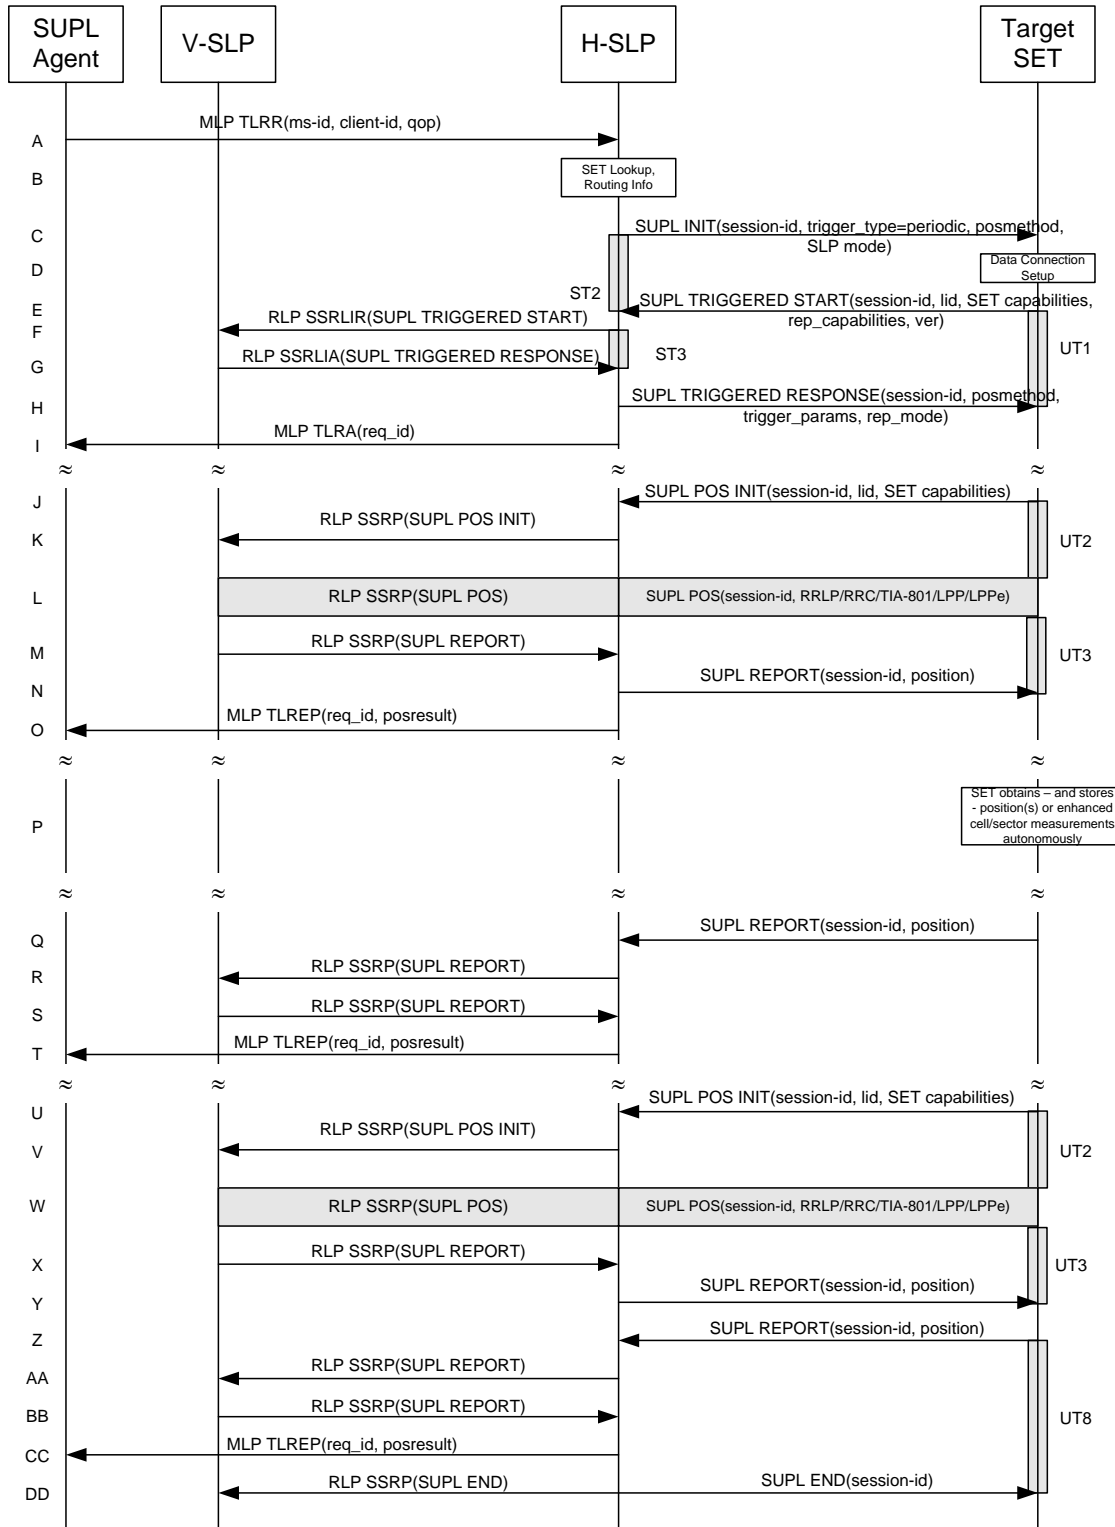 SUPL
Agent
V-SLP
H-SLP
Target
SET
MLP TLRR(ms-id, client-id, qop)
A
B
SET Lookup,
Routing Info
C
SUPL INIT(session-id, trigger_type=periodic, posmethod,
SLP mode)
D
Data Connection
Setup
ST2
E
SUPL TRIGGERED START(session-id, lid, SET capabilities,
rep_capabilities, ver)
F
RLP SSRLIR(SUPL TRIGGERED START)
UT1
G
RLP SSRLIA(SUPL TRIGGERED RESPONSE)
ST3
H
SUPL TRIGGERED RESPONSE(session-id, posmethod,
trigger_params, rep_mode)
I
MLP TLRA(req_id)
≈ ≈ ≈ ≈
J
SUPL POS INIT(session-id, lid, SET capabilities)
K
RLP SSRP(SUPL POS INIT)
UT2
L
RLP SSRP(SUPL POS)
SUPL POS(session-id, RRLP/RRC/TIA-801/LPP/LPPe)
M
RLP SSRP(SUPL REPORT)
UT3
N
SUPL REPORT(session-id, position)
O
MLP TLREP(req_id, posresult)
≈ ≈ ≈ ≈
P
SET obtains – and stores
- position(s) or enhanced
cell/sector measurements
autonomously
≈ ≈ ≈ ≈
Q
SUPL REPORT(session-id, position)
R
RLP SSRP(SUPL REPORT)
S
RLP SSRP(SUPL REPORT)
T
MLP TLREP(req_id, posresult)
≈ ≈ ≈ ≈
U
SUPL POS INIT(session-id, lid, SET capabilities)
V
RLP SSRP(SUPL POS INIT)
UT2
W
RLP SSRP(SUPL POS)
SUPL POS(session-id, RRLP/RRC/TIA-801/LPP/LPPe)
X
RLP SSRP(SUPL REPORT)
UT3
Y
SUPL REPORT(session-id, position)
Z
SUPL REPORT(session-id, position)
AA
RLP SSRP(SUPL REPORT)
BB
RLP SSRP(SUPL REPORT)
UT8
CC
MLP TLREP(req_id, posresult)
DD
RLP SSRP(SUPL END)
SUPL END(session-id)